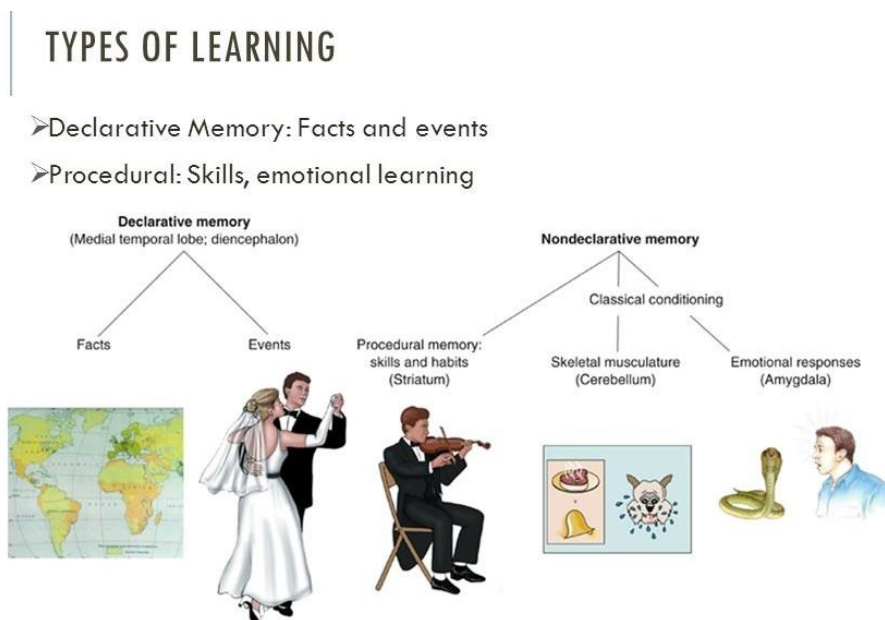 TYPES OF LEARNING
➢Declarative Memory: Facts and events
➢Procedural: Skills, emotional learning
Declarative memory
(Medial temporal lobe; diencephalon)
Nondeclarative memory
Classical conditioning
Facts
Events
Procedural memory:
skills and habits
(Striatum)
Skeletal musculature
(Cerebellum)
Emotional responses
(Amygdala)